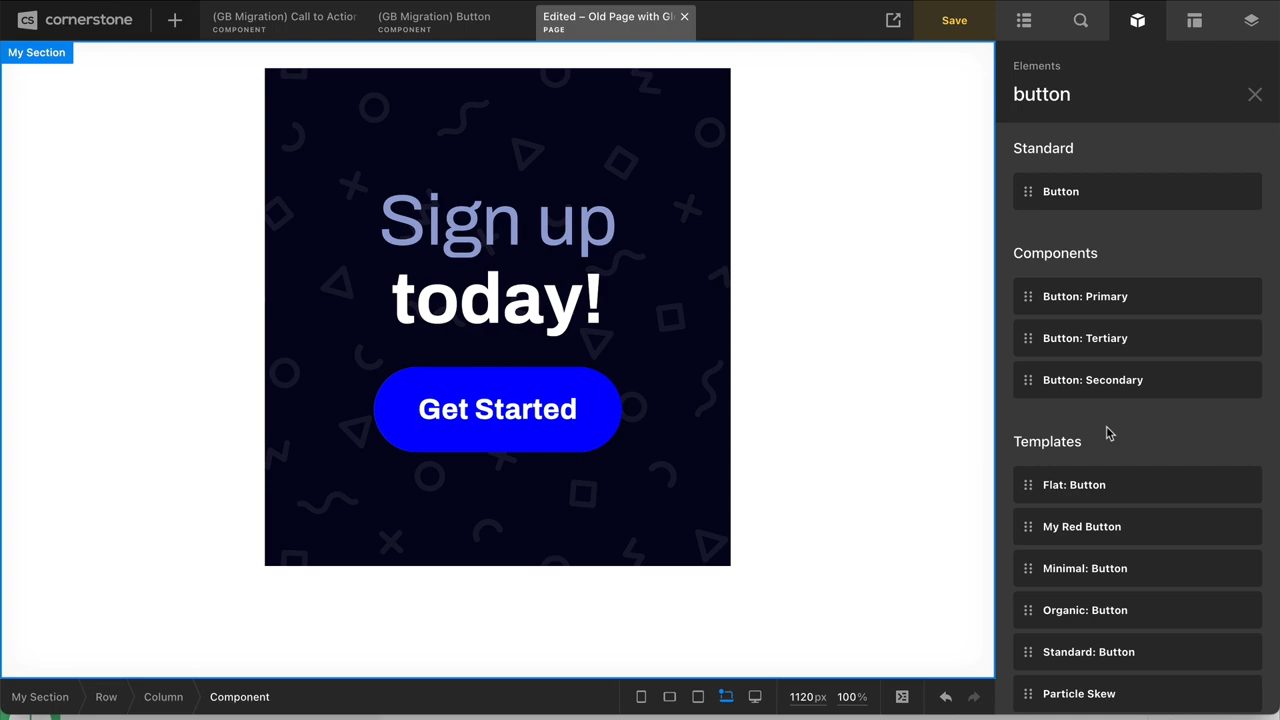 cornerstone
(GB Migration) Call to Action
COMPONENT
(GB Migration) Button
COMPONENT
Edited – Old Page with Gl
PAGE
Save
My Section
Sign up
today!
Get Started
Elements
button
Standard
Button
Components
Button: Primary
Button: Tertiary
Button: Secondary
Templates
Flat: Button
My Red Button
Minimal: Button
Organic: Button
Standard: Button
Particle Skew
My Section
Row
Column
Component
1120px
100%